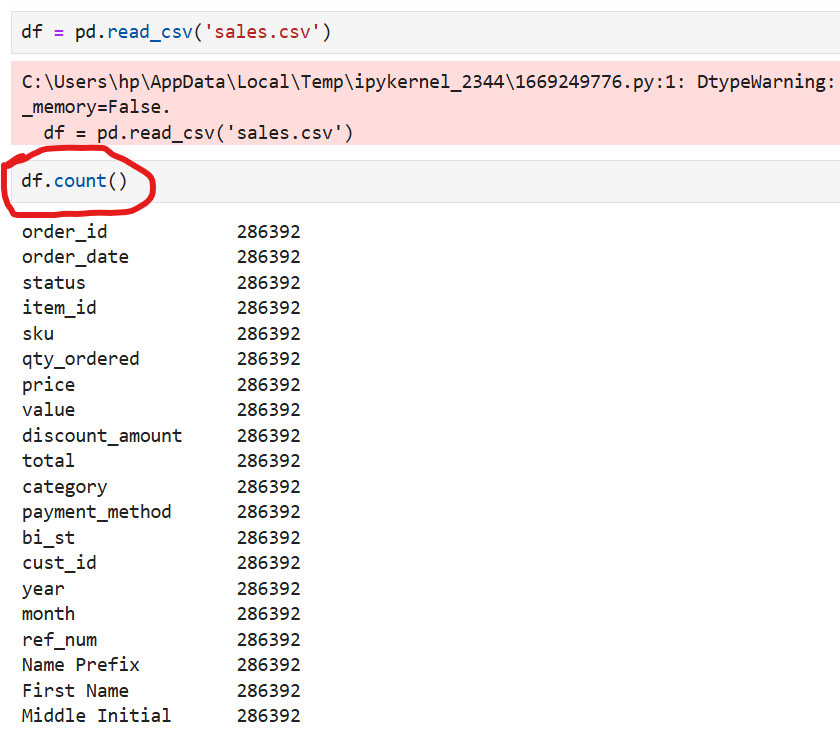 df = pd.read_csv('sales.csv')
C:\Users\hp\AppData\Local\Temp\ipykernel_2344\1669249776.py:1: DtypeWarning:
_memory=False.
df = pd.read_csv('sales.csv')
df.count()
order_id 286392
order_date 286392
status 286392
item_id 286392
sku 286392
qty_ordered 286392
price 286392
value 286392
discount_amount 286392
total 286392
category 286392
payment_method 286392
bi_st 286392
cust_id 286392
year 286392
month 286392
ref_num 286392
Name Prefix 286392
First Name 286392
Middle Initial 286392